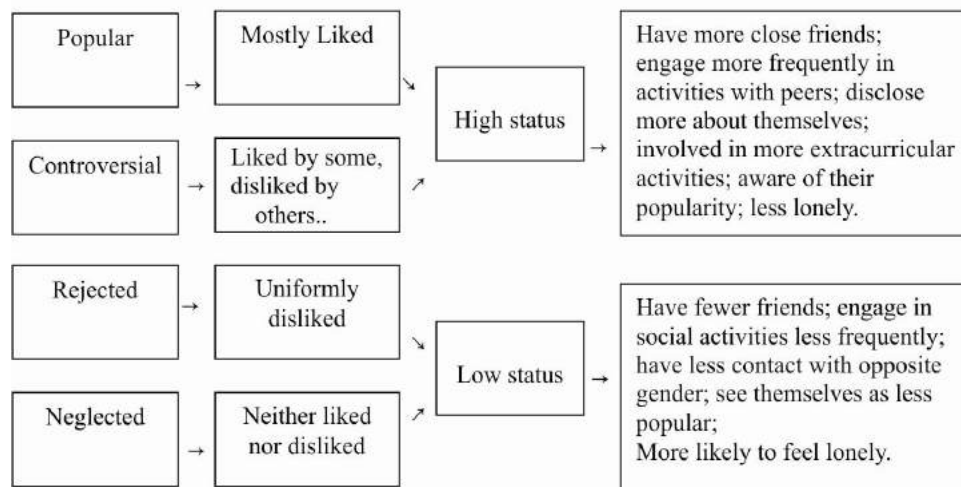 Popular
Mostly Liked
Controversial
Liked by some,
disliked by
others..
High status
Have more close friends;
engage more frequently in
activities with peers; disclose
more about themselves;
involved in more extracurricular
activities; aware of their
popularity; less lonely.
Rejected
Uniformly
disliked
Neglected
Neither liked
nor disliked
Low status
Have fewer friends; engage in
social activities less frequently;
have less contact with opposite
gender; see themselves as less
popular;
More likely to feel lonely.